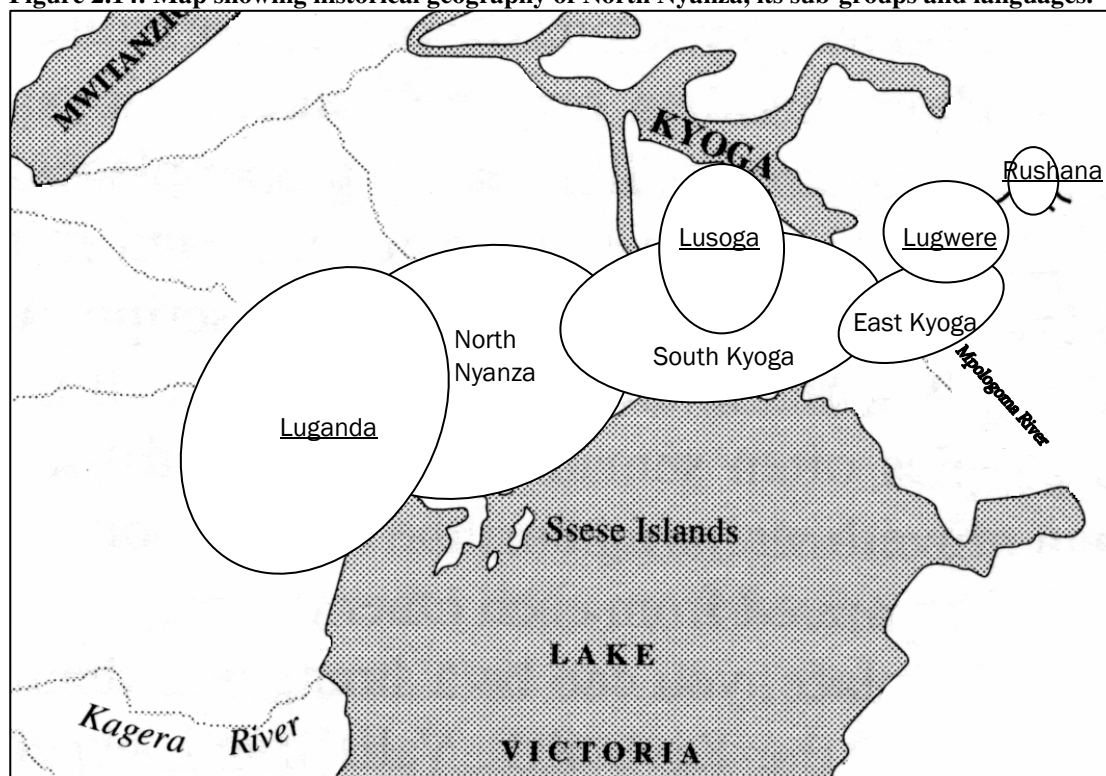 Figure 2.14: Map showing historical geography of North Nyanza, its sub-groups and languages.
MWITANZIG
KYOGA
Rushana
Lusoga
Lugwere
East Kyoga
North
Nyanza
South Kyoga
Mpologoma River
Luganda
Ssese Islands
LAKE
Kagera River
VICTORIA